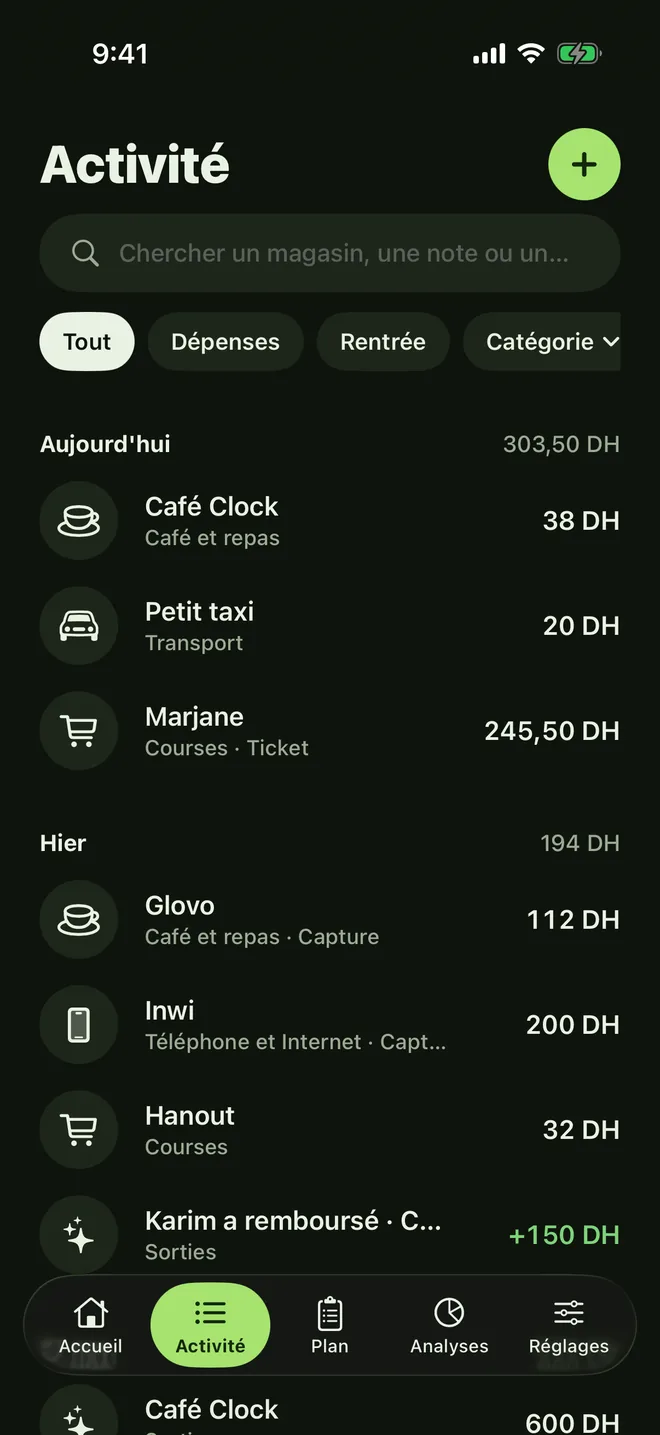 9:41
Activité
Chercher un magasin, une note ou un...
Tout
Dépenses
Rentrée
Catégorie
Aujourd'hui
303,50 DH
Café Clock
38 DH
Café et repas
Petit taxi
20 DH
Transport
Marjane
245,50 DH
Courses · Ticket
Hier
194 DH
Glovo
112 DH
Café et repas · Capture
Inwi
200 DH
Téléphone et Internet · Capt...
Hanout
32 DH
Courses
Karim a remboursé · C...
+150 DH
Sorties
Accueil
Activité
Plan
Analyses
Réglages
Café Clock
600 DH